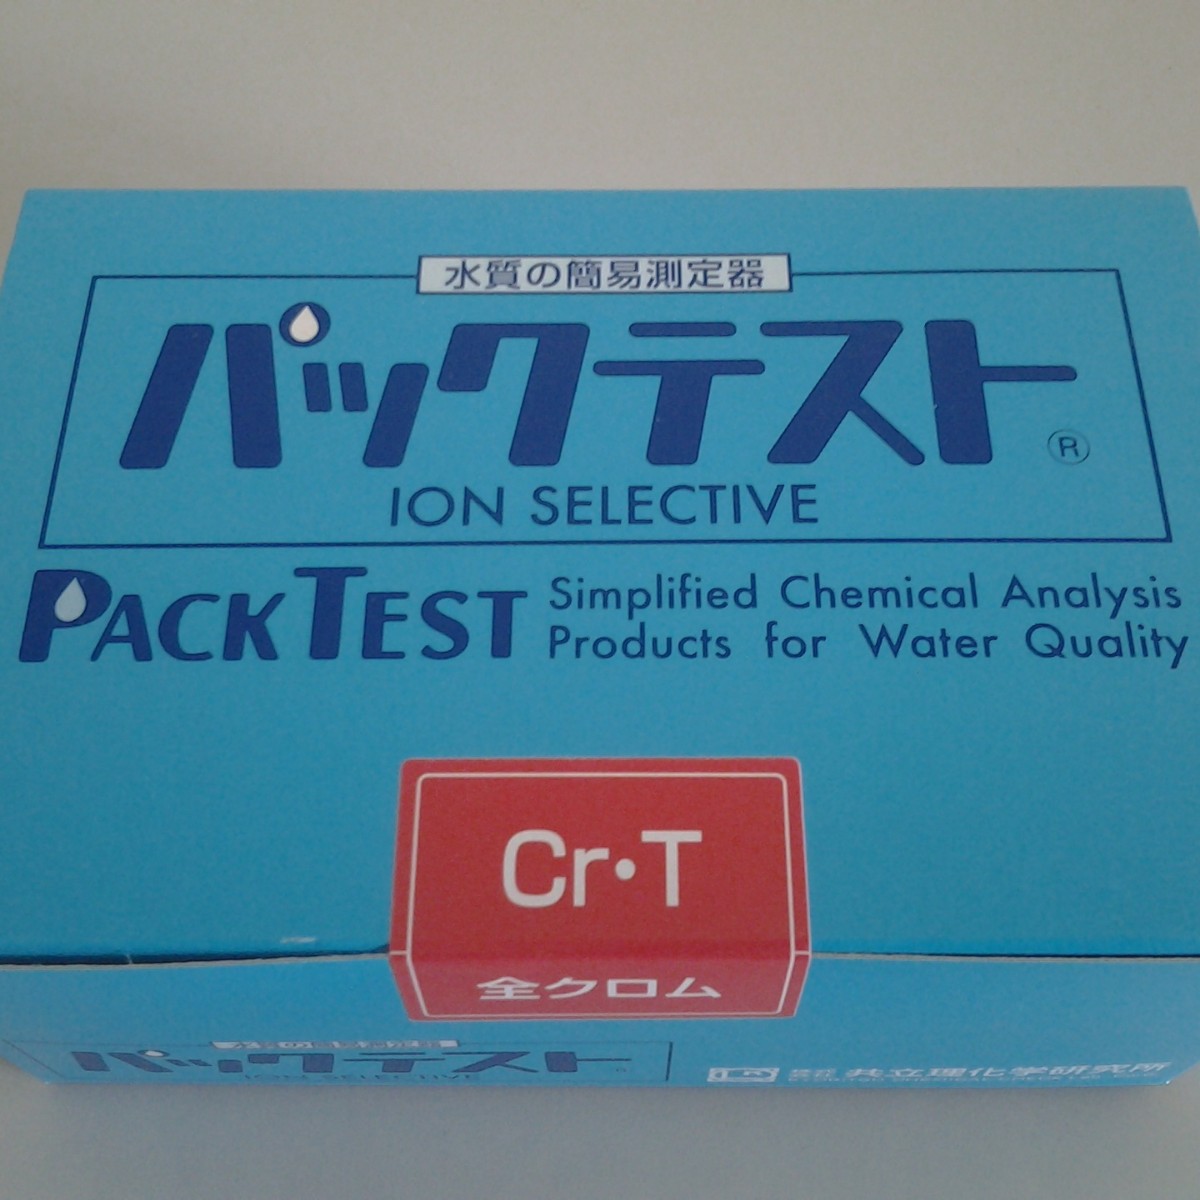 水質の簡易測定器
パックテスト®
ION SELECTIVE
PACKTEST
Simplified Chemical Analysis
Products for Water Quality
Cr・T
全クロム
パックテスト
ION SELECTIVE
共立理化学研究所